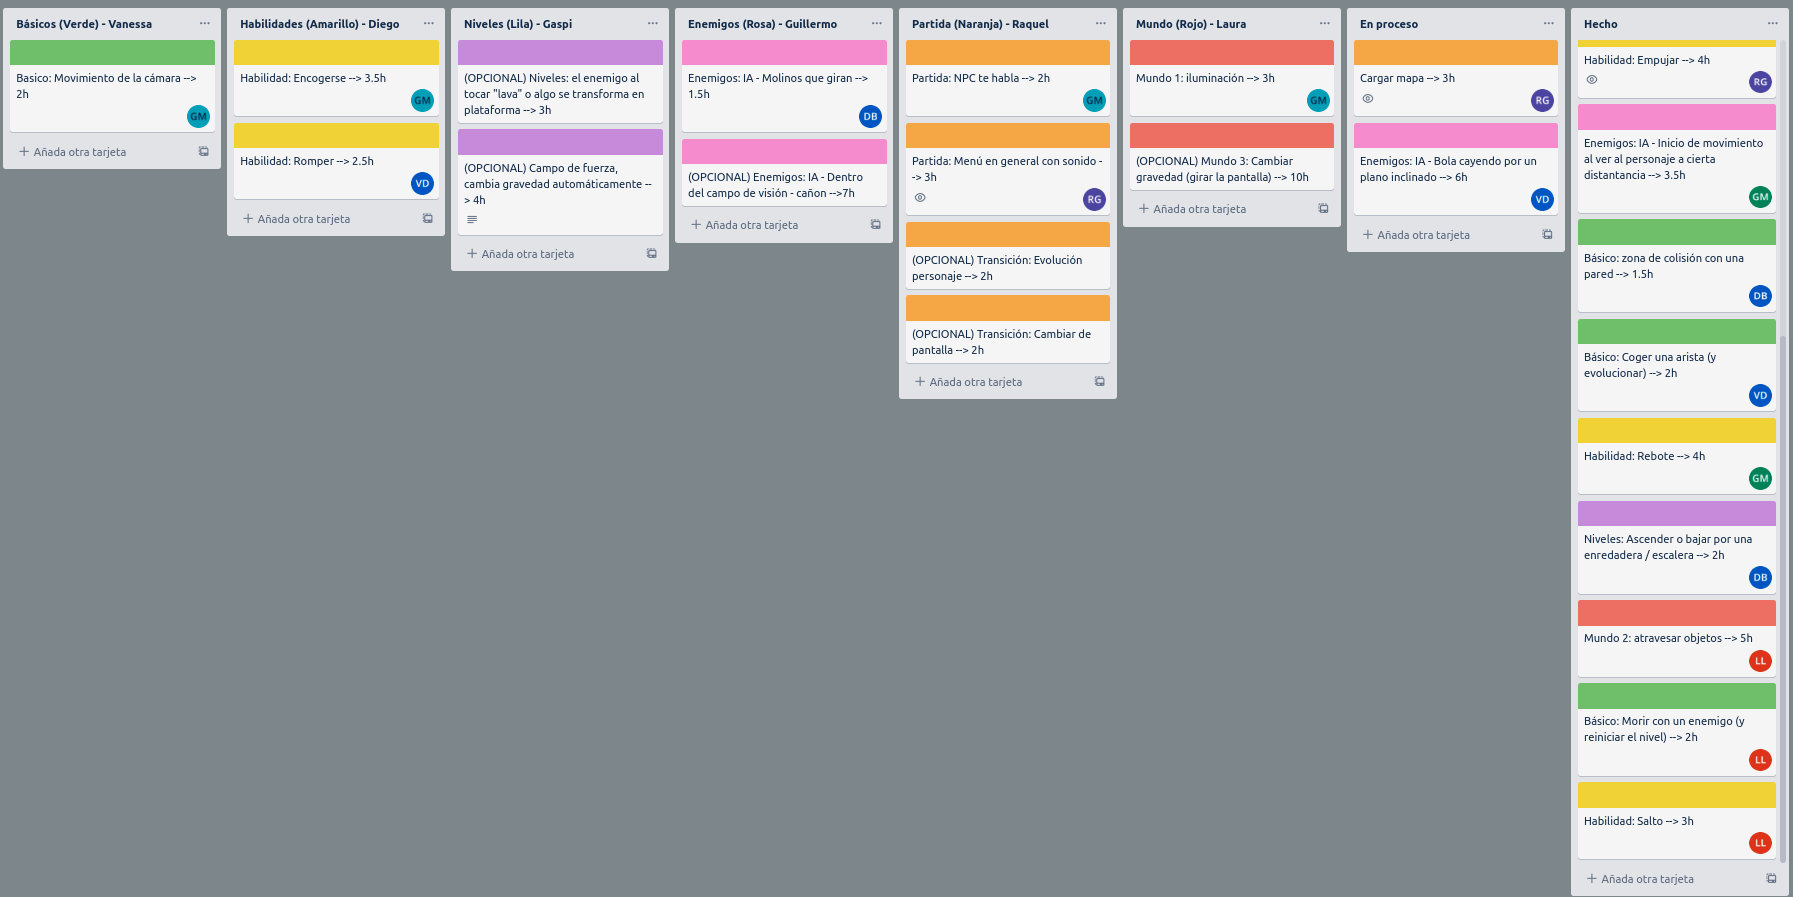 Básicos (Verde) - Vanessa
Basico: Movimiento de la cámara -->
2h
GM
Añada otra tarjeta
Habilidades (Amarillo) - Diego
Habilidad: Encogerse --> 3.5h
GM
Habilidad: Romper --> 2.5h
VD
Añada otra tarjeta
Niveles (Lila) - Gaspi
(OPCIONAL) Niveles: el enemigo al
tocar "lava" o algo se transforma en
plataforma --> 3h
(OPCIONAL) Campo de fuerza,
cambia gravedad automáticamente --
> 4h
Añada otra tarjeta
Enemigos (Rosa) - Guillermo
Enemigos: IA - Molinos que giran -->
1.5h
DB
(OPCIONAL) Enemigos: IA - Dentro
del campo de visión - cañon -->7h
Añada otra tarjeta
Partida (Naranja) - Raquel
Partida: NPC te habla --> 2h
GM
Partida: Menú en general con sonido -
-> 3h
RG
(OPCIONAL) Transición: Evolución
personaje --> 2h
(OPCIONAL) Transición: Cambiar de
pantalla --> 2h
Añada otra tarjeta
Mundo (Rojo) - Laura
Mundo 1: iluminación --> 3h
GM
(OPCIONAL) Mundo 3: Cambiar
gravedad (girar la pantalla) --> 10h
Añada otra tarjeta
En proceso
Cargar mapa --> 3h
RG
Enemigos: IA - Bola cayendo por un
plano inclinado --> 6h
VD
Añada otra tarjeta
Hecho
Habilidad: Empujar --> 4h
RG
Enemigos: IA - Inicio de movimiento
al ver al personaje a cierta
distantancia --> 3.5h
GM
Básico: zona de colisión con una
pared --> 1.5h
DB
Básico: Coger una arista (y
evolucionar) --> 2h
VD
Habilidad: Rebote --> 4h
GM
Niveles: Ascender o bajar por una
enredadera / escalera --> 2h
DB
Mundo 2: atravesar objetos --> 5h
LL
Básico: Morir con un enemigo (y
reiniciar el nivel) --> 2h
LL
Habilidad: Salto --> 3h
LL
Añada otra tarjeta